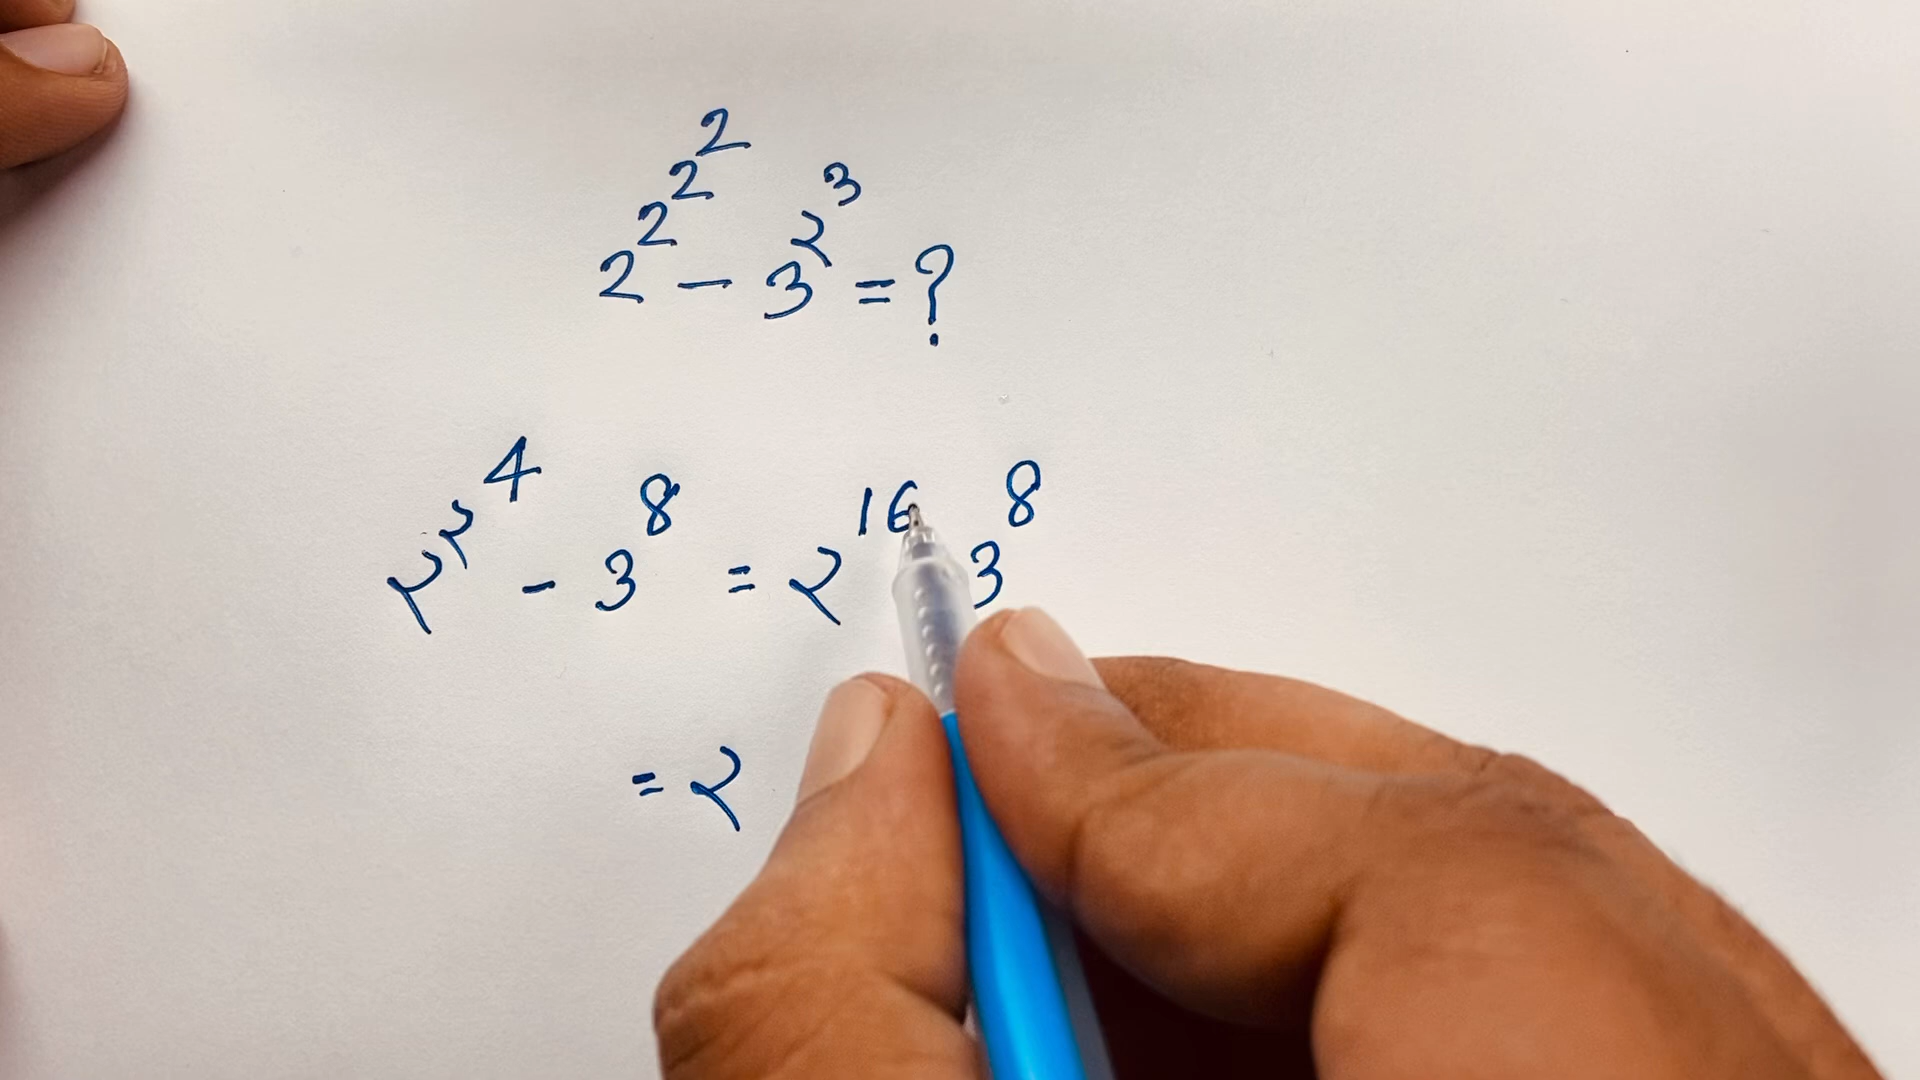 2^2^2^2 - 3^2^3 = ?
2^2^4 - 3^8 = 2^16 3^8
= 2